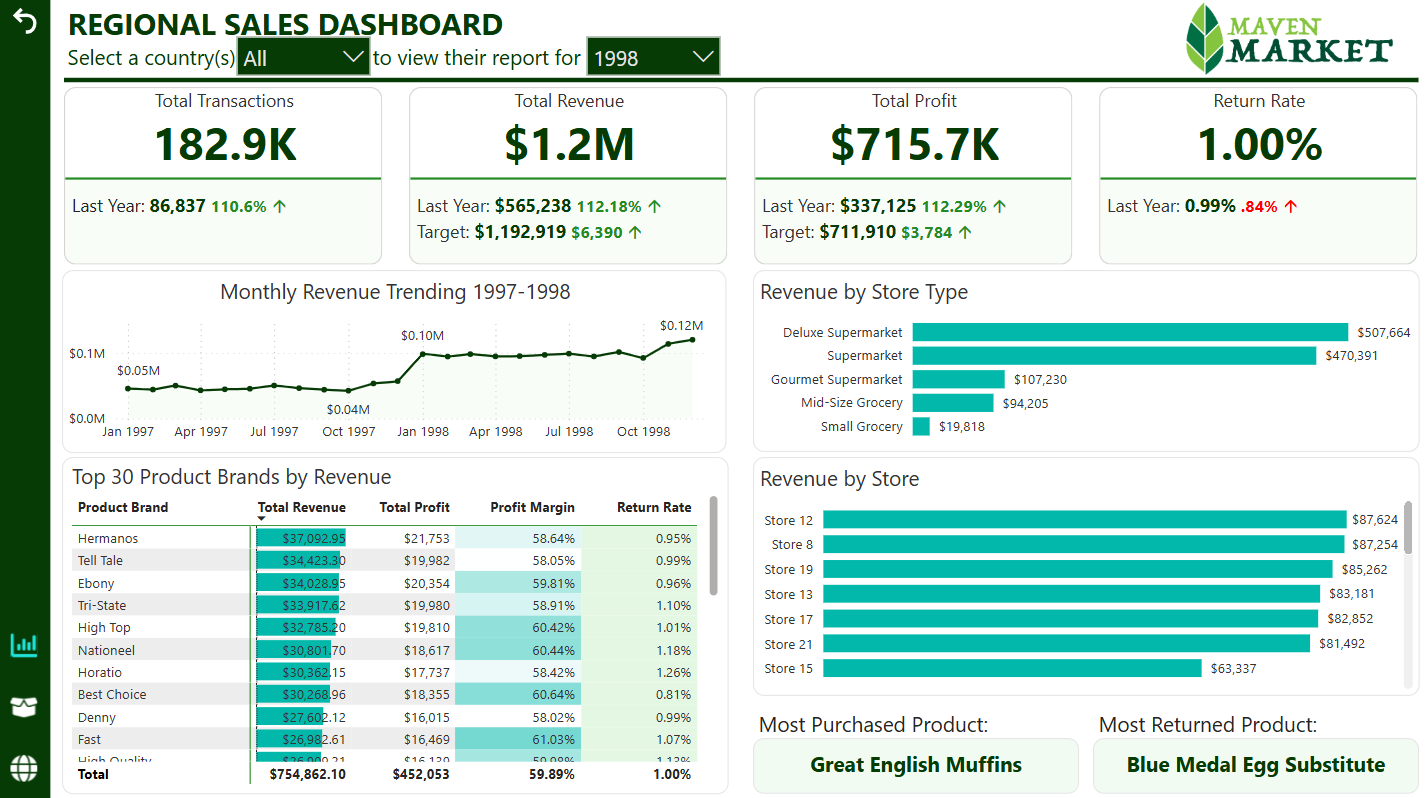 REGIONAL SALES DASHBOARD
Select a country(s) All to view their report for 1998
MAVEN
MARKET
Total Transactions
182.9K
Last Year: 86,837 110.6% ↑
Total Revenue
$1.2M
Last Year: $565,238 112.18% ↑
Target: $1,192,919 $6,390 ↑
Total Profit
$715.7K
Last Year: $337,125 112.29% ↑
Target: $711,910 $3,784 ↑
Return Rate
1.00%
Last Year: 0.99% .84% ↑
Monthly Revenue Trending 1997-1998
$0.12M
$0.10M
$0.1M
$0.05M
$0.04M
$0.0M
Jan 1997 Apr 1997 Jul 1997 Oct 1997 Jan 1998 Apr 1998 Jul 1998 Oct 1998
Revenue by Store Type
Deluxe Supermarket $507,664
Supermarket $470,391
Gourmet Supermarket $107,230
Mid-Size Grocery $94,205
Small Grocery $19,818
Top 30 Product Brands by Revenue
Product Brand Total Revenue Total Profit Profit Margin Return Rate
Hermanos $37,092.95 $21,753 58.64% 0.95%
Tell Tale $34,423.30 $19,982 58.05% 0.99%
Ebony $34,028.95 $20,354 59.81% 0.96%
Tri-State $33,917.62 $19,980 58.91% 1.10%
High Top $32,785.20 $19,810 60.42% 1.01%
Nationeel $30,801.70 $18,617 60.44% 1.18%
Horatio $30,362.15 $17,737 58.42% 1.26%
Best Choice $30,268.96 $18,355 60.64% 0.81%
Denny $27,602.12 $16,015 58.02% 0.99%
Fast $26,982.61 $16,469 61.03% 1.07%
High Quality
Total $754,862.10 $452,053 59.89% 1.00%
Revenue by Store
Store 12 $87,624
Store 8 $87,254
Store 19 $85,262
Store 13 $83,181
Store 17 $82,852
Store 21 $81,492
Store 15 $63,337
Most Purchased Product:
Great English Muffins
Most Returned Product:
Blue Medal Egg Substitute